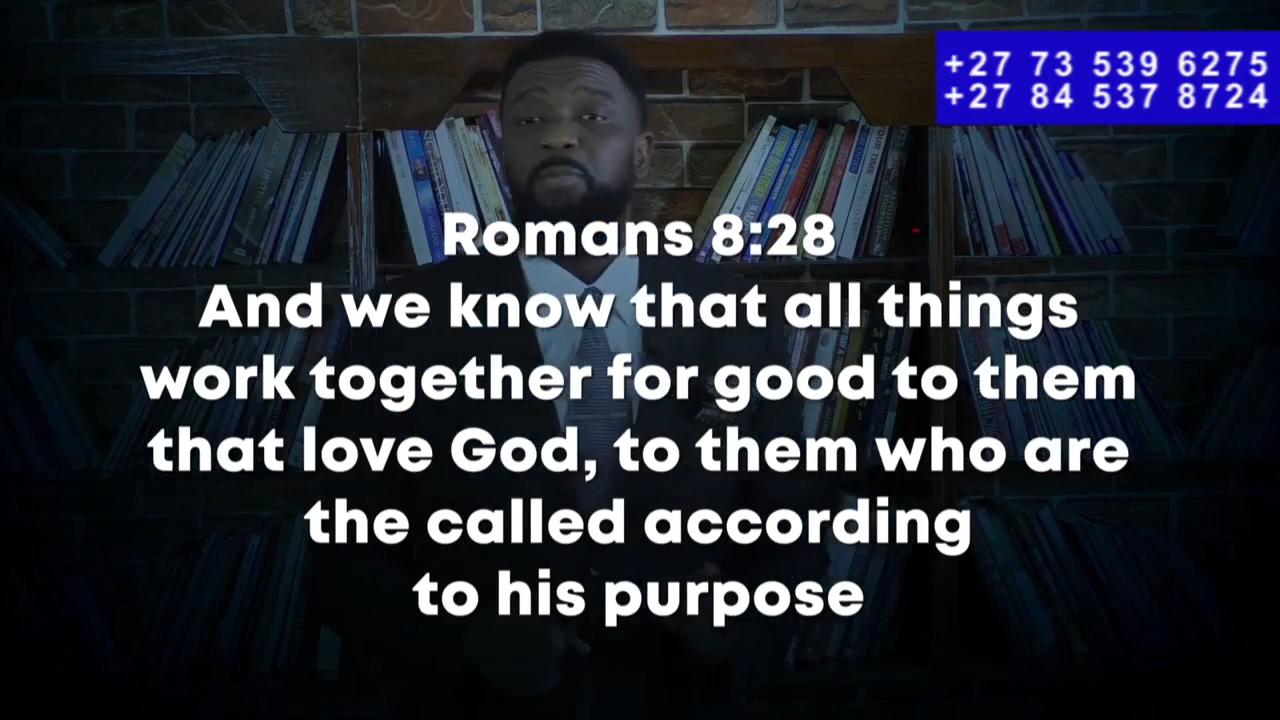 +27 73 539 6275
+27 84 537 8724
Romans 8:28
And we know that all things
work together for good to them
that love God, to them who are
the called according
to his purpose